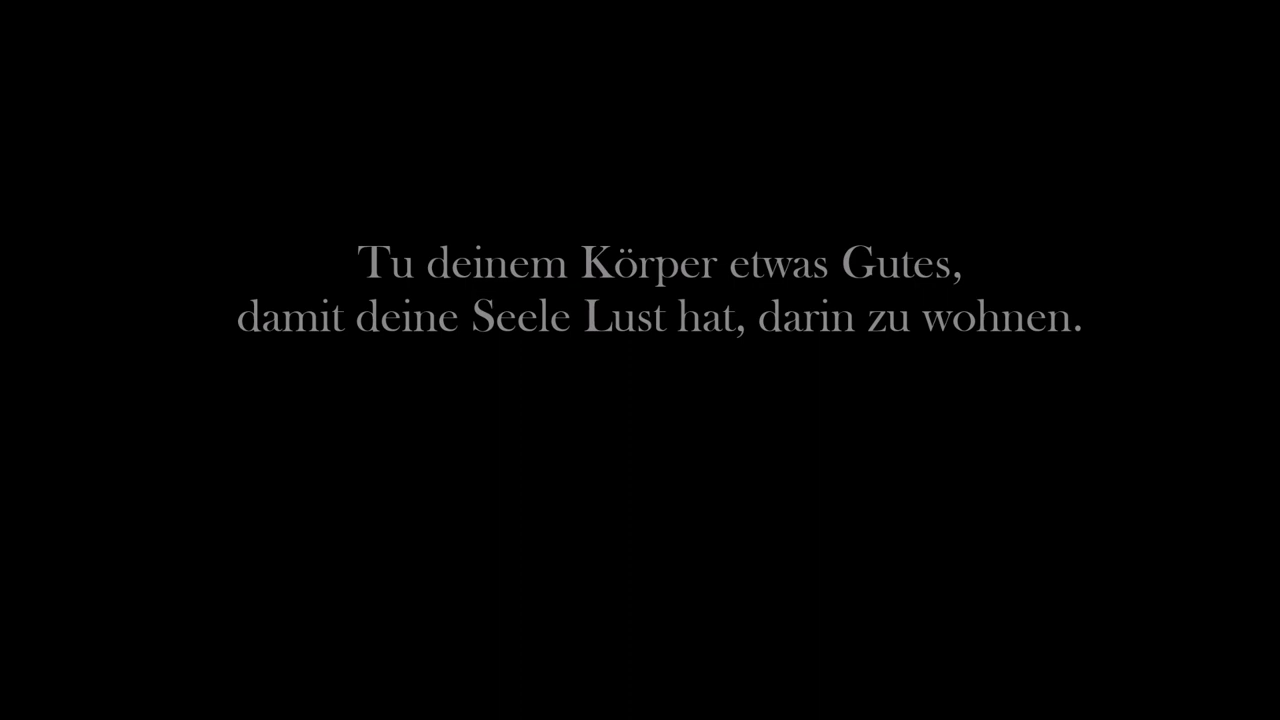 Tu deinem Körper etwas Gutes,
damit deine Seele Lust hat, darin zu wohnen.